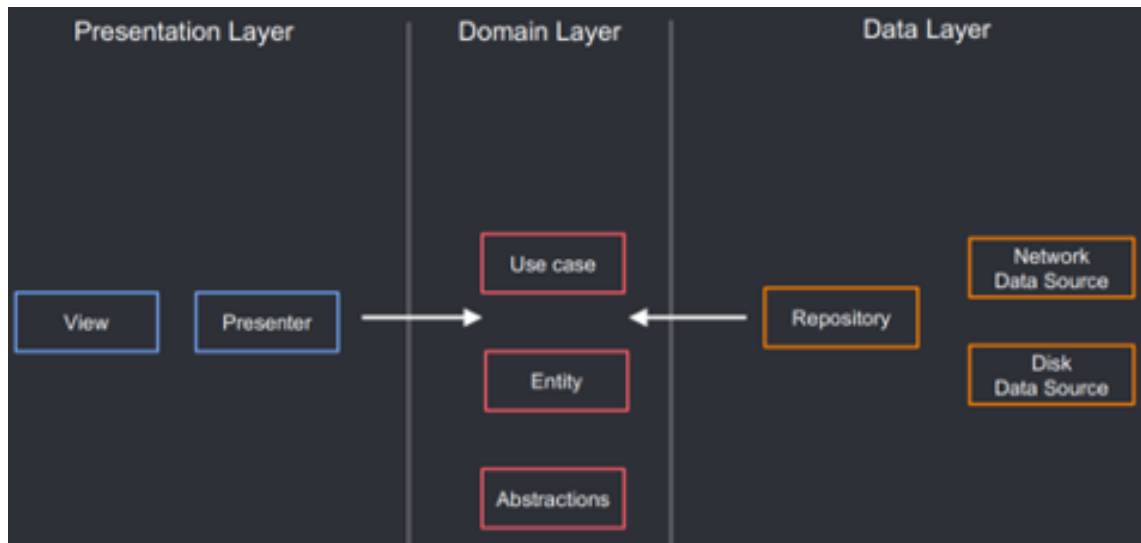 Presentation Layer
Domain Layer
Data Layer
Use case
Network
Data Source
View
Presenter
Repository
Entity
Disk
Data Source
Abstractions